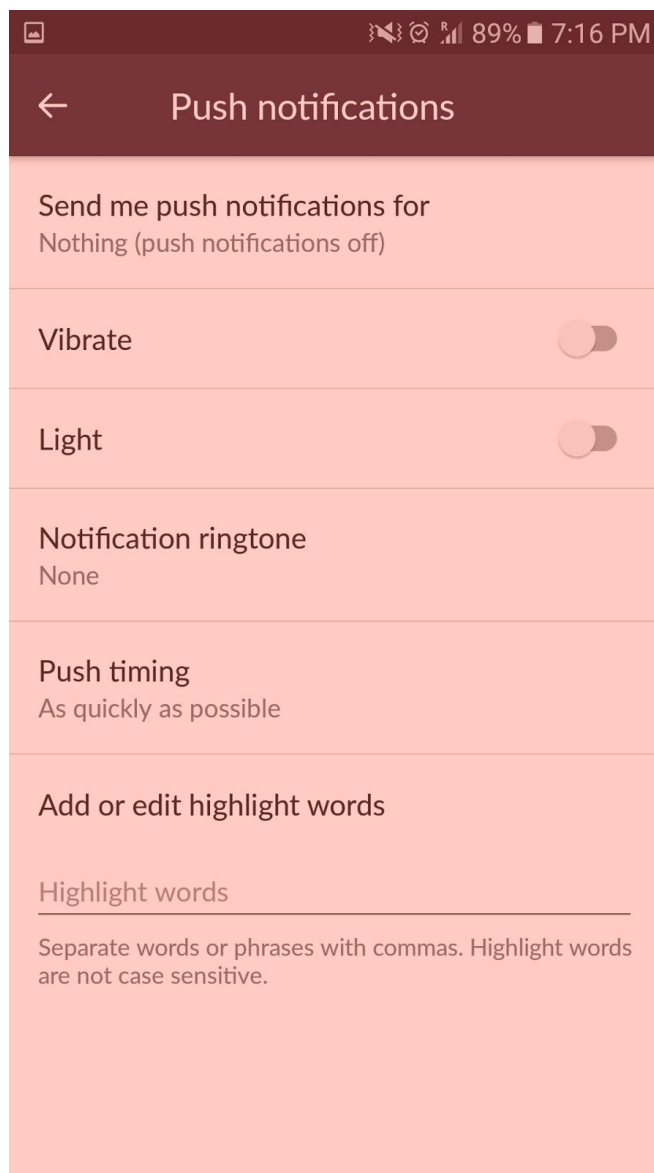 R 89% 7:16 PM
Push notifications
Send me push notifications for
Nothing (push notifications off)
Vibrate
Light
Notification ringtone
None
Push timing
As quickly as possible
Add or edit highlight words
Highlight words
Separate words or phrases with commas. Highlight words
are not case sensitive.